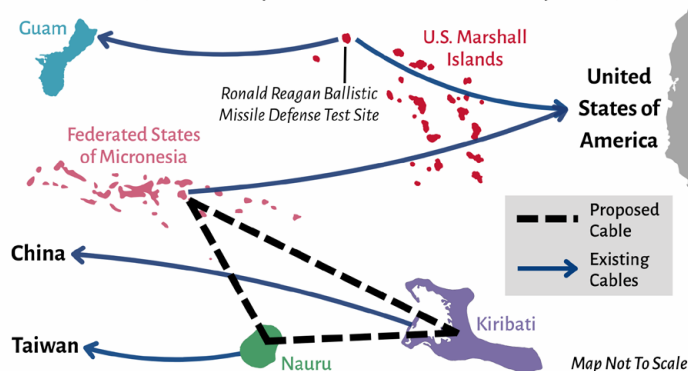 Guam
U.S. Marshall
Islands
Ronald Reagan Ballistic
Missile Defense Test Site
United
States of
America
Federated States
of Micronesia
Proposed
Cable
Existing
Cables
China
Kiribati
Taiwan
Nauru
Map Not To Scale